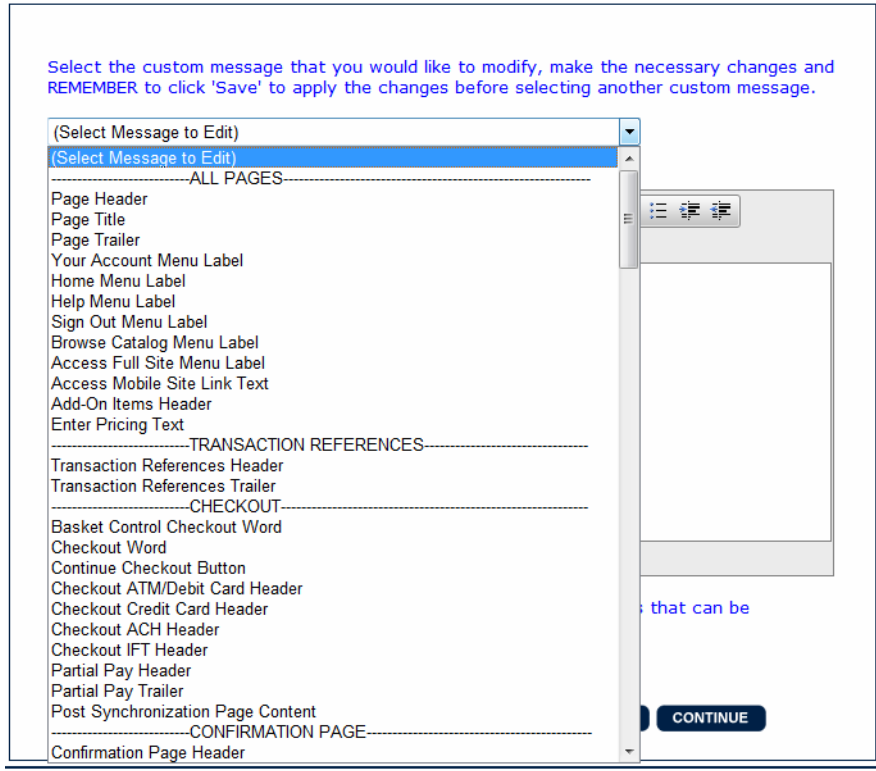 Select the custom message that you would like to modify, make the necessary changes and
REMEMBER to click 'Save' to apply the changes before selecting another custom message.
(Select Message to Edit)
(Select Message to Edit)
---------------------------ALL PAGES------------------------------------------------------------
Page Header
Page Title
Page Trailer
Your Account Menu Label
Home Menu Label
Help Menu Label
Sign Out Menu Label
Browse Catalog Menu Label
Access Full Site Menu Label
Access Mobile Site Link Text
Add-On Items Header
Enter Pricing Text
---------------------------TRANSACTION REFERENCES--------------------------------
Transaction References Header
Transaction References Trailer
---------------------------CHECKOUT------------------------------------------------------------
Basket Control Checkout Word
Checkout Word
Continue Checkout Button
Checkout ATM/Debit Card Header
Checkout Credit Card Header
Checkout ACH Header
Checkout IFT Header
that can be
Partial Pay Header
Partial Pay Trailer
Post Synchronization Page Content
CONTINUE
---------------------------CONFIRMATION PAGE--------------------------------------------
Confirmation Page Header